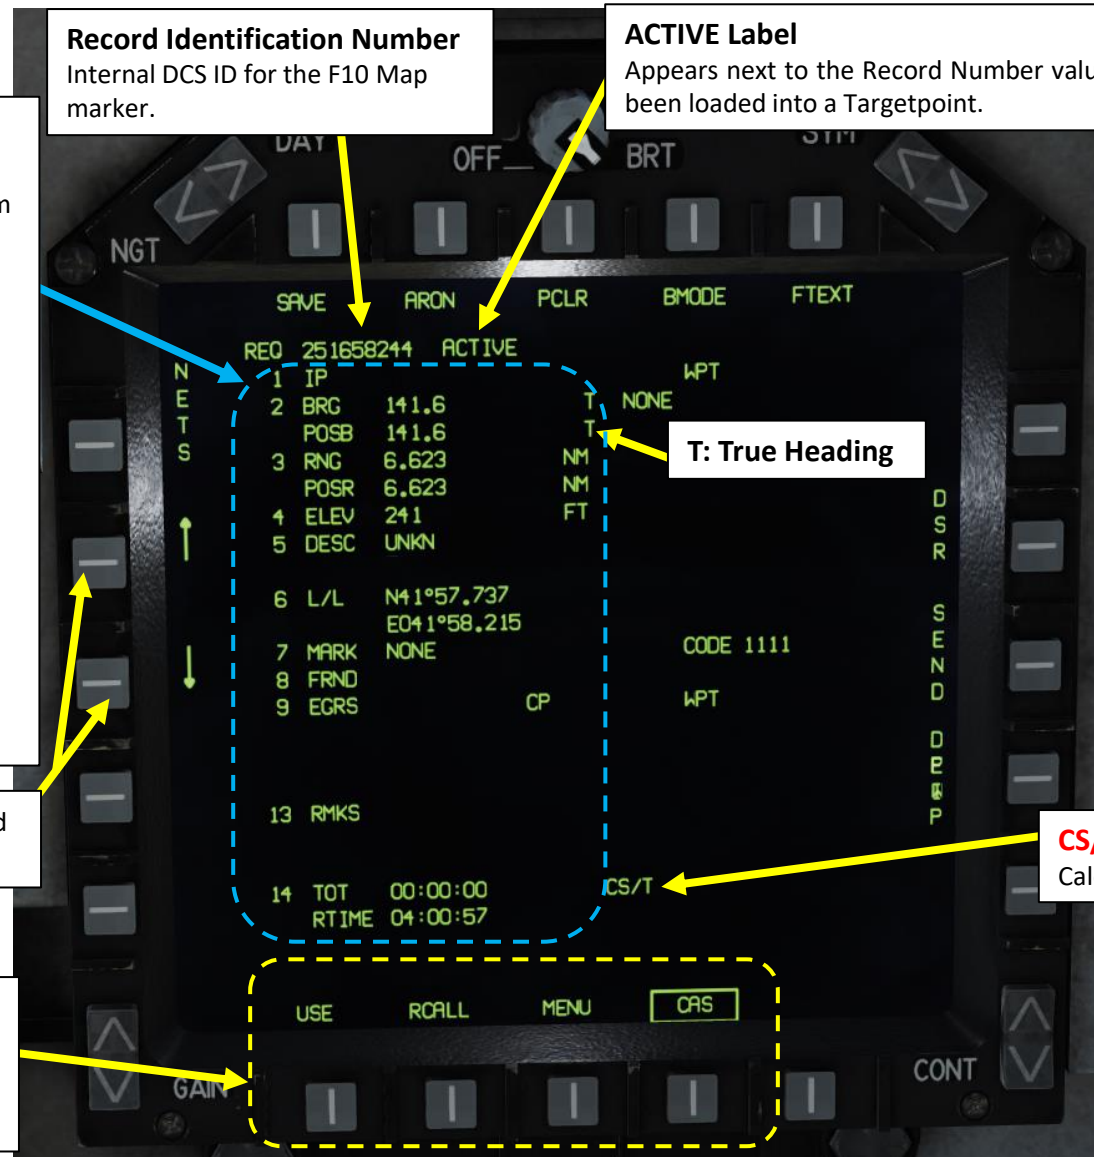 Record Identification Number
Internal DCS ID for the F10 Map
marker.
ACTIVE Label
Appears next to the Record Number
been loaded into a Targetpoint.
DAY
OFF
BRT
SYM
NGT
SAVE ARON PCLR BMODE FTEXT
REQ 251658244 ACTIVE
NETS
1 IP WPT
2 BRG 141.6 T NONE
POSB 141.6 T
T: True Heading
3 RNG 6.623 NM
POSR 6.623 NM
4 ELEV 241 FT
5 DESC UNKN
DSR
6 L/L N41°57.737
E041°58.215
SEND
7 MARK NONE CODE 1111
8 FRND
9 EGRS CP WPT
13 RMKS
CS/
Cal
14 TOT 00:00:00 CS/T
RTIME 04:00:57
USE RCALL MENU CAS
GAIN
CONT